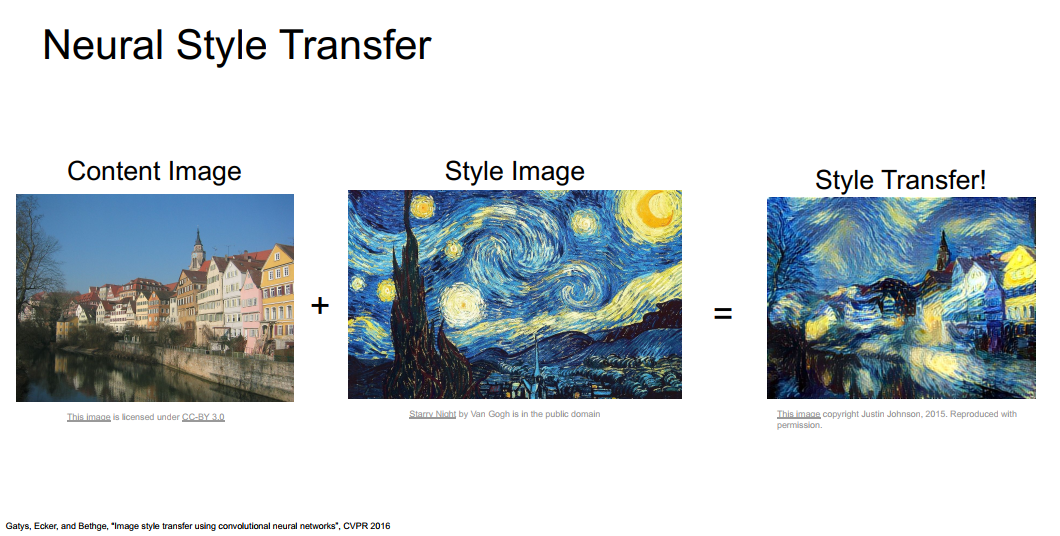 Neural Style Transfer
Content Image
Style Image
Style Transfer!
+
=
This image is licensed under CC-BY 3.0
Starry Night by Van Gogh is in the public domain
This image copyright Justin Johnson, 2015. Reproduced with
permission.
Gatys, Ecker, and Bethge, "Image style transfer using convolutional neural networks", CVPR 2016